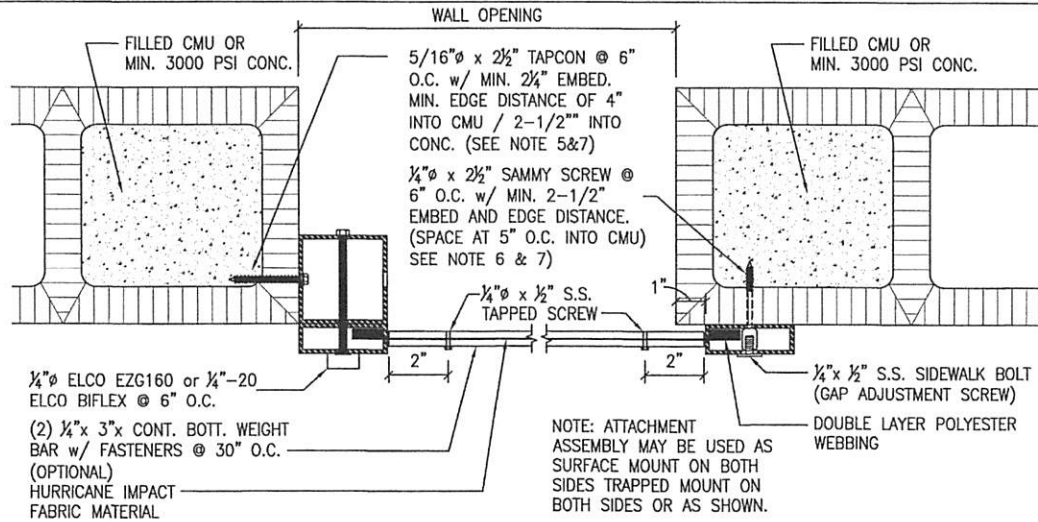 WALL OPENING
FILLED CMU OR
MIN. 3000 PSI CONC.
5/16"ø x 2½" TAPCON @ 6"
O.C. w/ MIN. 2¼" EMBED.
MIN. EDGE DISTANCE OF 4"
INTO CMU / 2-1/2"" INTO
CONC. (SEE NOTE 5&7)
¼"ø x 2½" SAMMY SCREW @
6" O.C. w/ MIN. 2-1/2"
EMBED AND EDGE DISTANCE.
(SPACE AT 5" O.C. INTO CMU)
SEE NOTE 6 & 7)
FILLED CMU OR
MIN. 3000 PSI CONC.
1"
¼"ø x ½" S.S.
TAPPED SCREW
2"
2"
¼"ø ELCO EZG160 or ¼"-20
ELCO BIFLEX @ 6" O.C.
(2) ¼"x 3"x CONT. BOTT. WEIGHT
BAR w/ FASTENERS @ 30" O.C.
(OPTIONAL)
HURRICANE IMPACT
FABRIC MATERIAL
NOTE: ATTACHMENT
ASSEMBLY MAY BE USED AS
SURFACE MOUNT ON BOTH
SIDES TRAPPED MOUNT ON
BOTH SIDES OR AS SHOWN.
¼"x ½" S.S. SIDEWALK BOLT
(GAP ADJUSTMENT SCREW)
DOUBLE LAYER POLYESTER
WEBBING